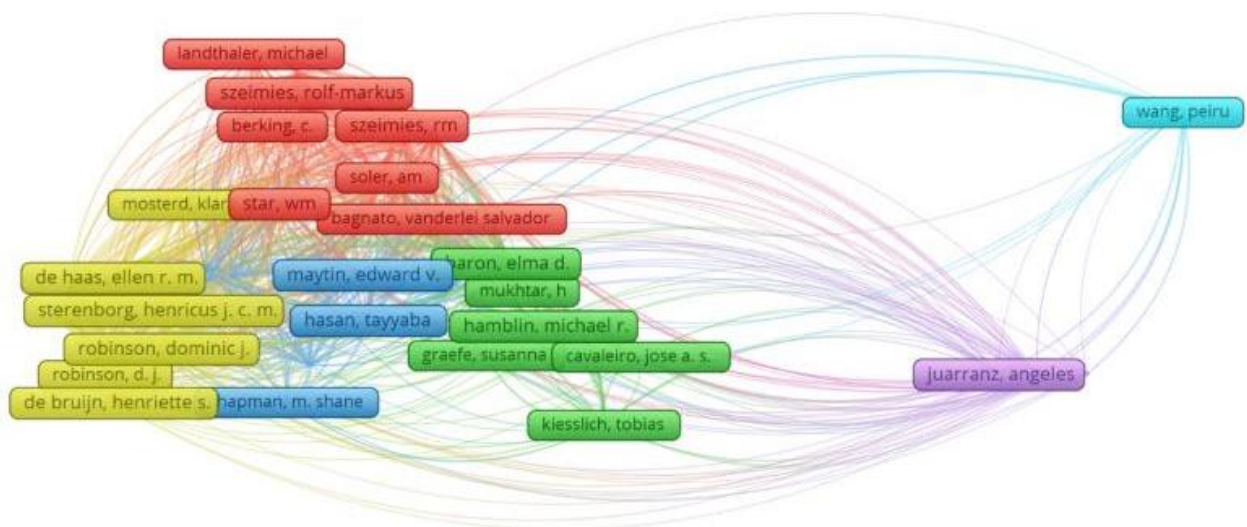 landthaler, michael
szeimies, rolf-markus
wang, peiru
berking, c.
szeimies, rm
soler, am
mosterd, klar
star, wm
bagnato, vanderlei salvador
baron, elma d.
de haas, ellen r. m.
maytin, edward v.
mukhtar, h
sterenborg, henricus j. c. m.
hasan, tayyaba
hamblin, michael r.
robinson, dominic j.
graefe, susanna
cavaleiro, jose a. s.
robinson, d. j.
juarranz, angeles
de bruijn, henriette s.
hapman, m. shane
kiesslich, tobias